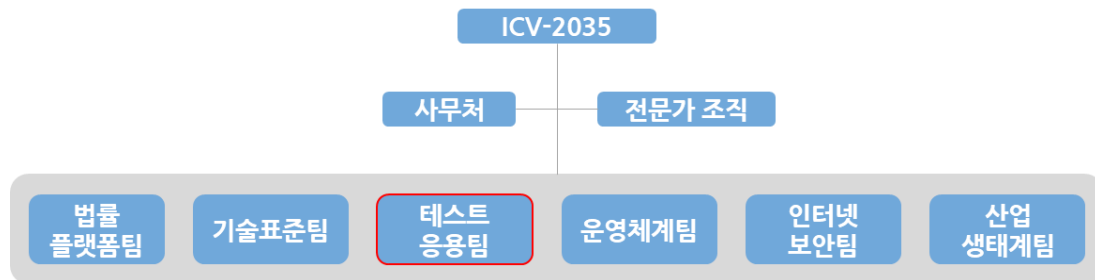 ICV-2035
사무처
전문가 조직
법률
플랫폼팀
기술표준팀
테스트
응용팀
운영체계팀
인터넷
보안팀
산업
생태계팀